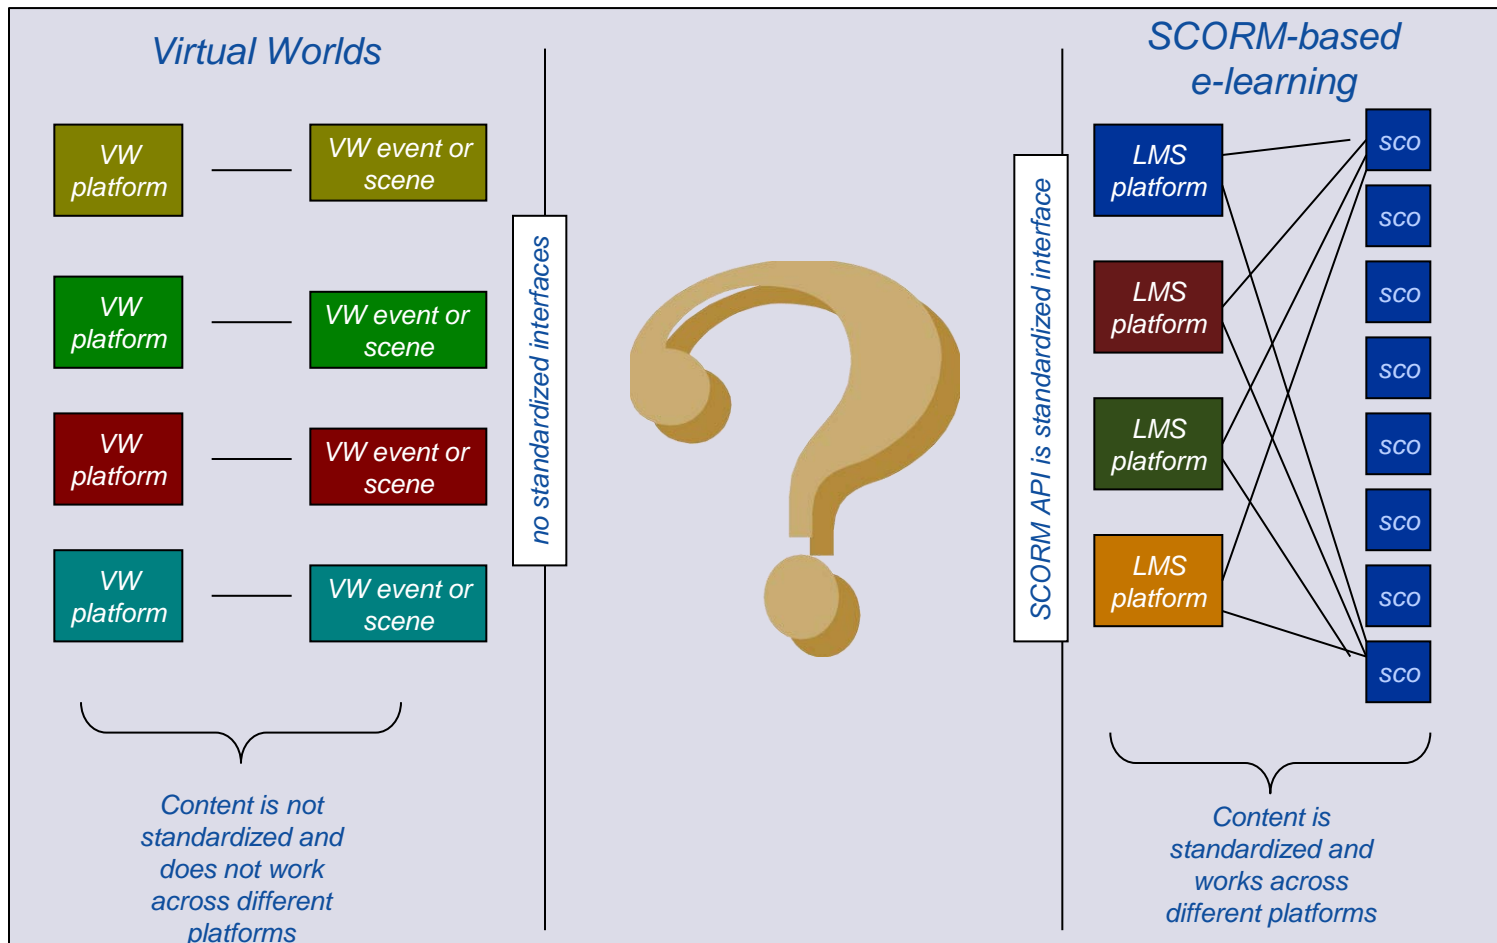 Virtual Worlds
VW
platform
VW event or
scene
VW
platform
VW event or
scene
VW
platform
VW event or
scene
VW
platform
VW event or
scene
Content is not
standardized and
does not work
across different
platforms
no standardized interfaces
SCORM API is standardized interface
SCORM-based
e-learning
LMS
platform
LMS
platform
LMS
platform
LMS
platform
sco
sco
sco
sco
sco
sco
sco
sco
Content is
standardized and
works across
different platforms